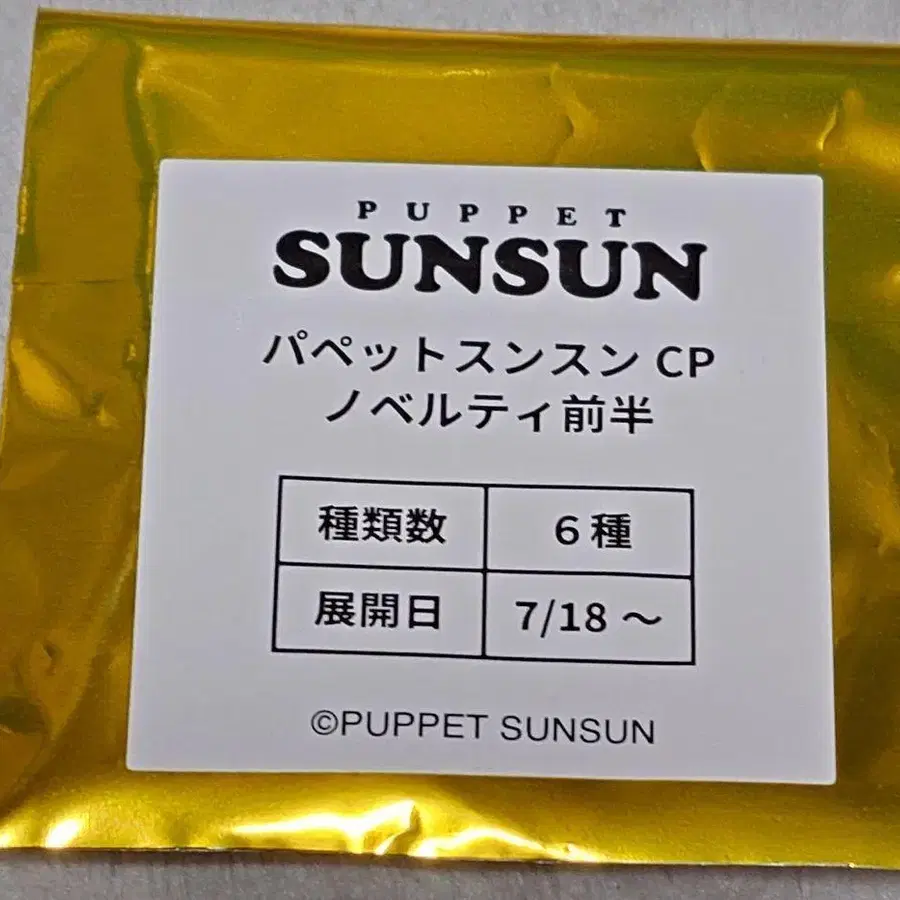 PUPPET
SUNSUN
パペットスンスン CP
ノベルティ前半
種類数 6種
展開日 7/18 ～
©PUPPET SUNSUN